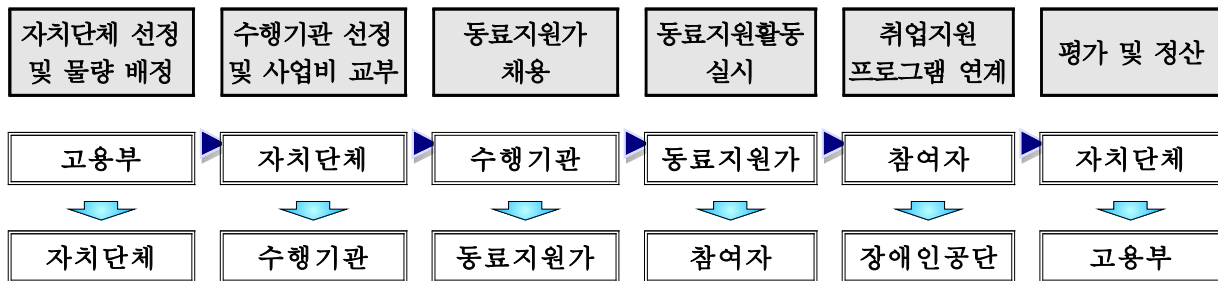 자치단체 선정
및 물량 배정
수행기관 선정
및 사업비 교부
동료지원가
채용
동료지원활동
실시
취업지원
프로그램 연계
평가 및 정산
고용부
자치단체
수행기관
동료지원가
참여자
자치단체
자치단체
수행기관
동료지원가
참여자
장애인공단
고용부